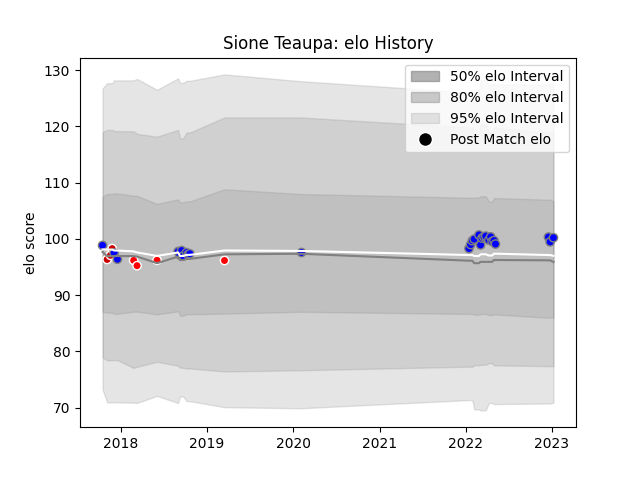 Sione Teaupa: elo History
elo score
130
120
110
100
90
80
70
50% elo Interval
80% elo Interval
95% elo Interval
Post Match elo
2018 2019 2020 2021 2022 2023